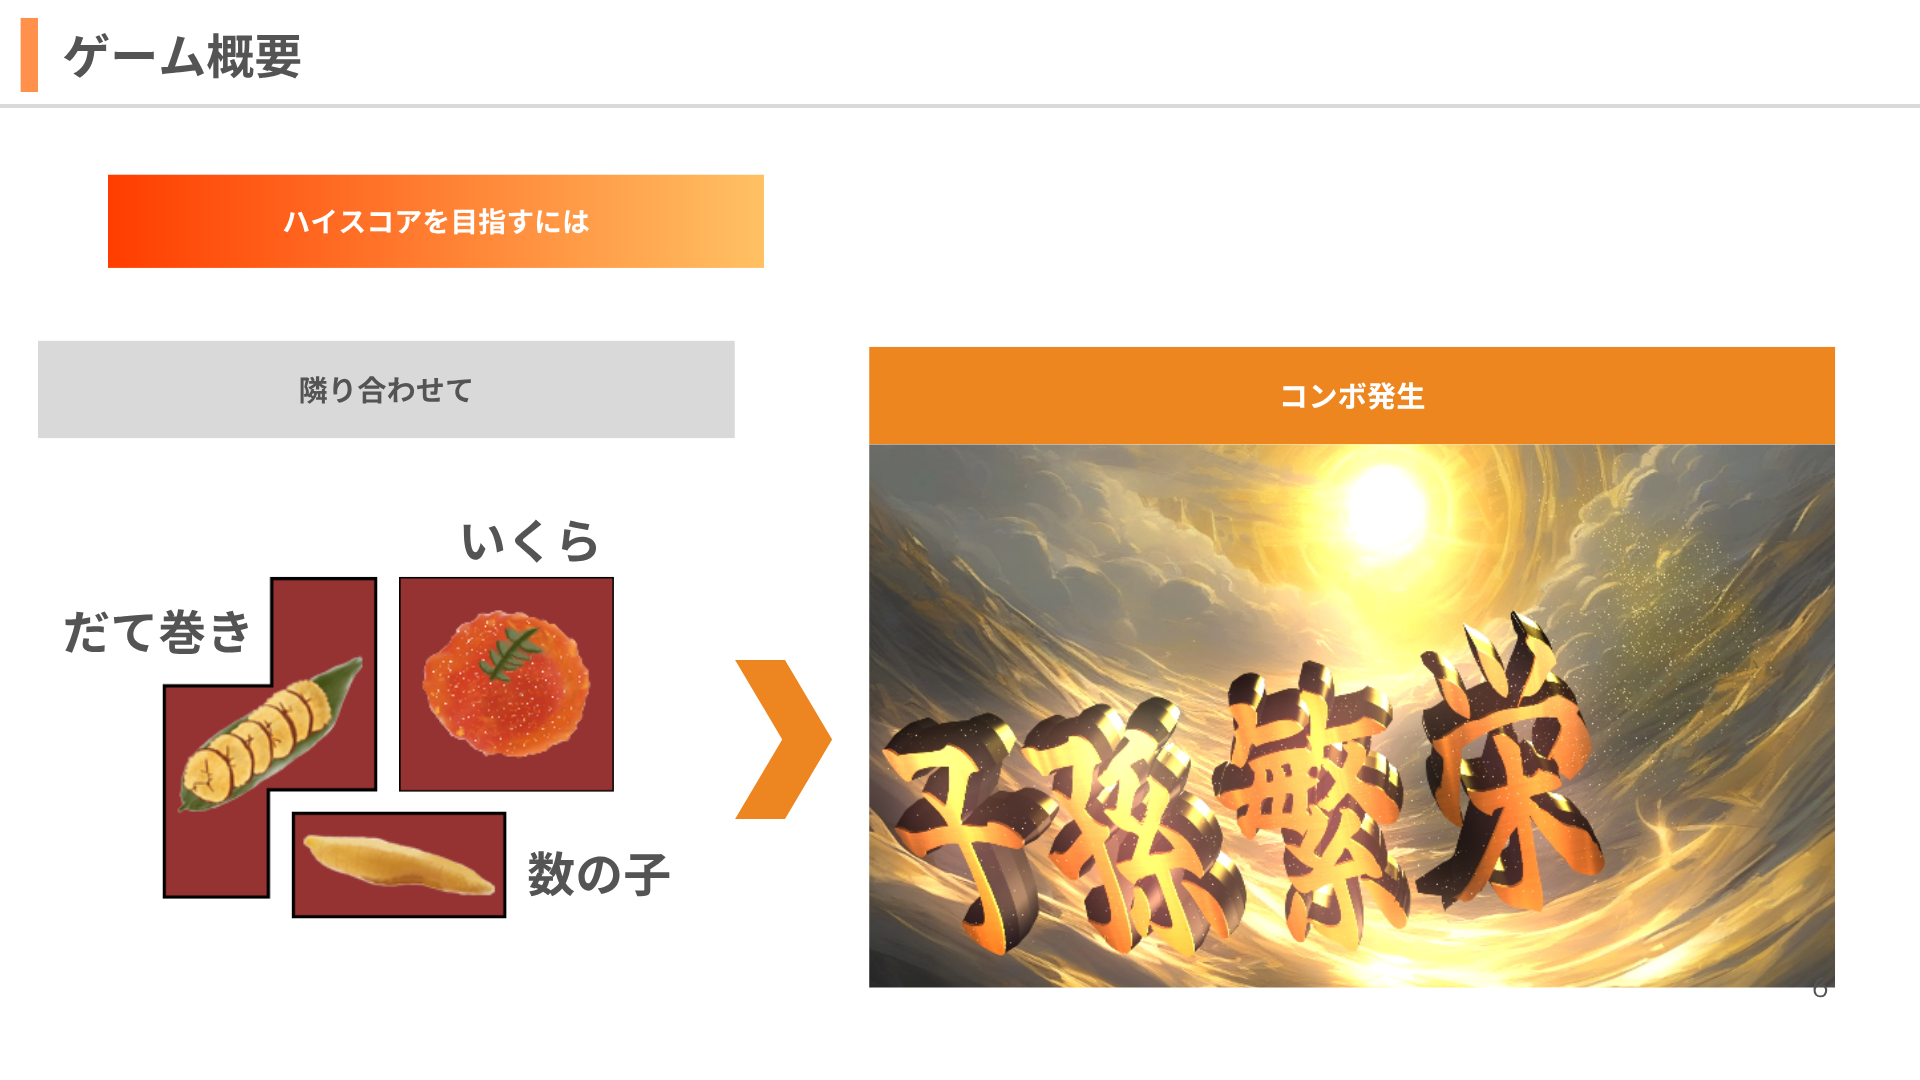 ゲーム概要
ハイスコアを目指すには
隣り合わせて
コンボ発生
いくら
だて巻き
数の子
子孫繁栄